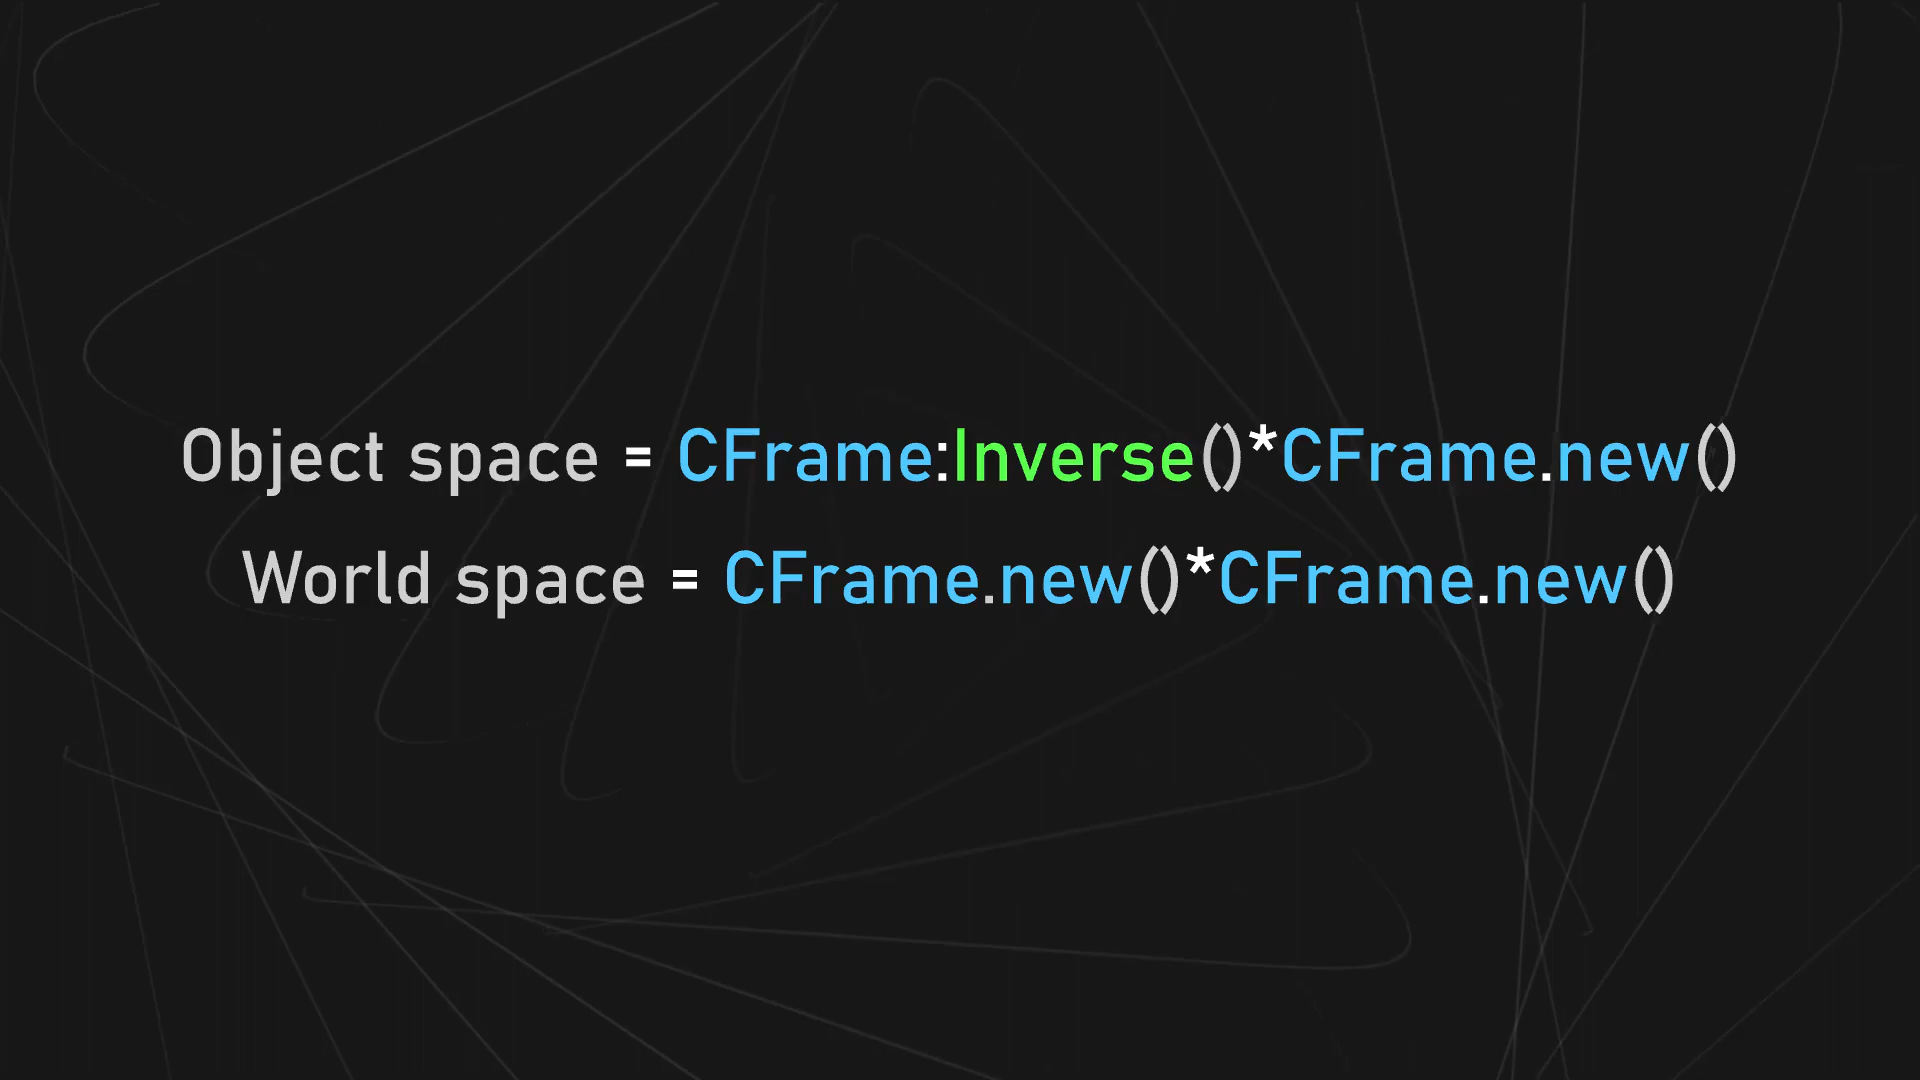 Object space = CFrame:Inverse()*CFrame.new()
World space = CFrame.new()*CFrame.new()